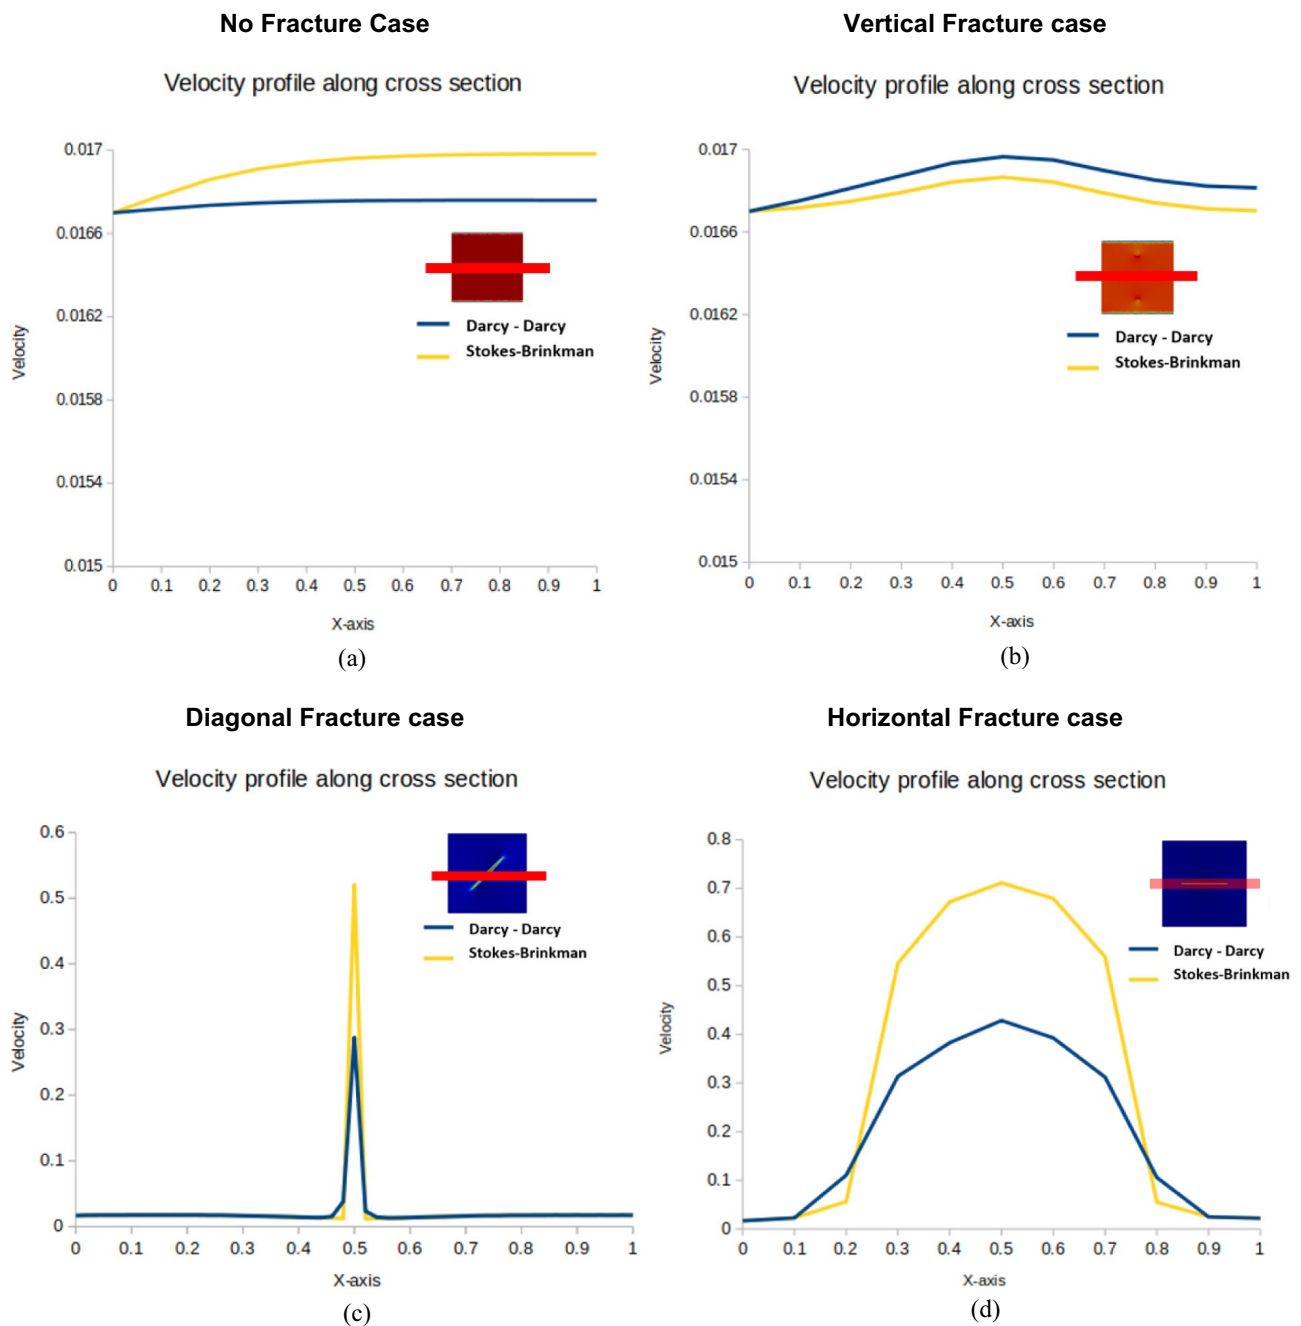 No Fracture Case
Velocity profile along cross section
0.017
0.0166
0.0162
0.0158
0.0154
0.015
Velocity
Darcy - Darcy
Stokes-Brinkman
0 0.1 0.2 0.3 0.4 0.5 0.6 0.7 0.8 0.9 1
X-axis
(a)
Vertical Fracture case
Velocity profile along cross section
0.017
0.0166
0.0162
0.0158
0.0154
0.015
Velocity
Darcy - Darcy
Stokes-Brinkman
0 0.1 0.2 0.3 0.4 0.5 0.6 0.7 0.8 0.9 1
X-axis
(b)
Diagonal Fracture case
Velocity profile along cross section
0.6
0.5
0.4
0.3
0.2
0.1
0
Velocity
Darcy - Darcy
Stokes-Brinkman
0 0.1 0.2 0.3 0.4 0.5 0.6 0.7 0.8 0.9 1
X-axis
(c)
Horizontal Fracture case
Velocity profile along cross section
0.8
0.7
0.6
0.5
0.4
0.3
0.2
0.1
0
Velocity
Darcy - Darcy
Stokes-Brinkman
0 0.1 0.2 0.3 0.4 0.5 0.6 0.7 0.8 0.9 1
X-axis
(d)